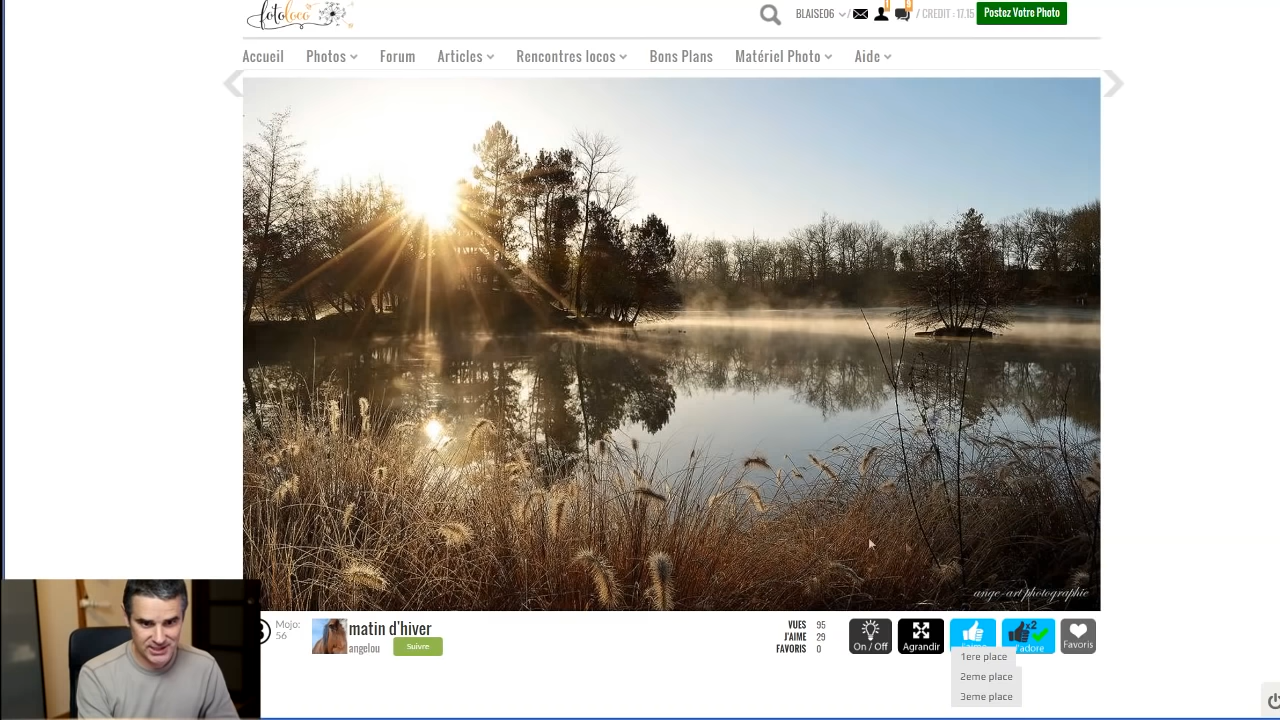 fotoloco
BLAISE06 / / CREDIT : 17.15 Postez Votre Photo
Accueil Photos Forum Articles Rencontres locos Bons Plans Matériel Photo Aide
ange-art photographie
Mojo:
56
matin d'hiver
angelou
Suivre
VUES 95
J'AIME 29
FAVORIS 0
On / Off
Agrandir
J'aime
x2
J'adore
Favoris
1ere place
2eme place
3eme place